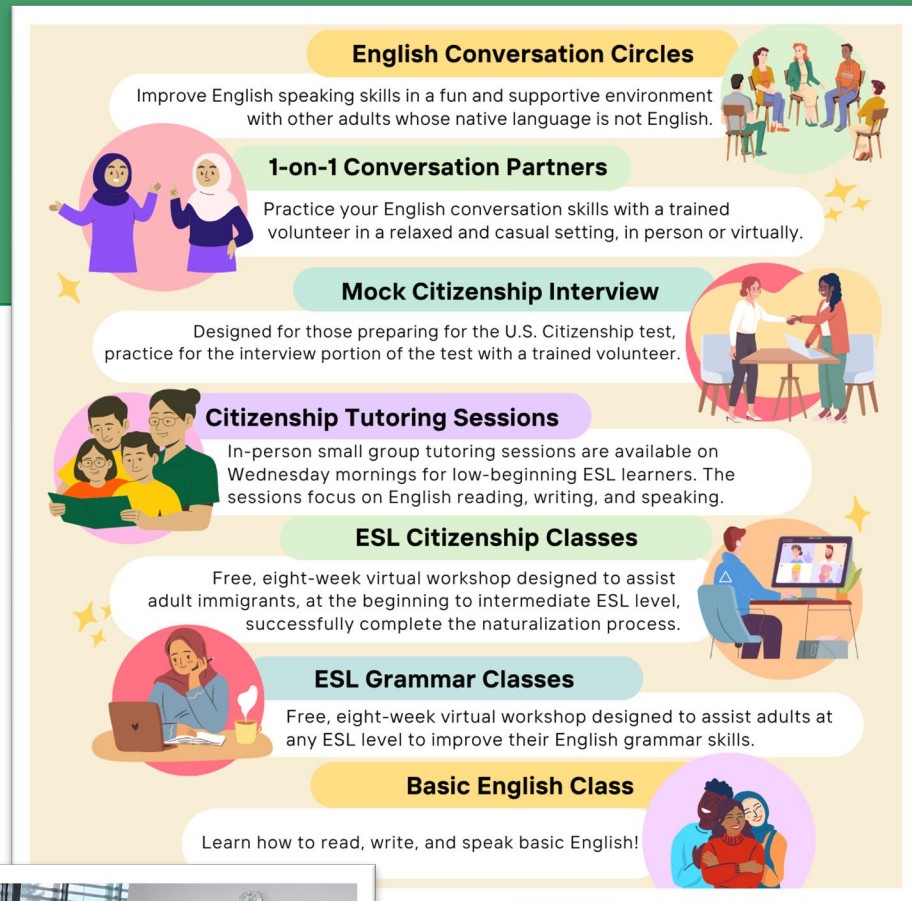 English Conversation Circles
Improve English speaking skills in a fun and supportive environment
with other adults whose native language is not English.
1-on-1 Conversation Partners
Practice your English conversation skills with a trained
volunteer in a relaxed and casual setting, in person or virtually.
Mock Citizenship Interview
Designed for those preparing for the U.S. Citizenship test,
practice for the interview portion of the test with a trained volunteer.
Citizenship Tutoring Sessions
In-person small group tutoring sessions are available on
Wednesday mornings for low-beginning ESL learners. The
sessions focus on English reading, writing, and speaking.
ESL Citizenship Classes
Free, eight-week virtual workshop designed to assist
adult immigrants, at the beginning to intermediate ESL level,
successfully complete the naturalization process.
ESL Grammar Classes
Free, eight-week virtual workshop designed to assist adults at
any ESL level to improve their English grammar skills.
Basic English Class
Learn how to read, write, and speak basic English!